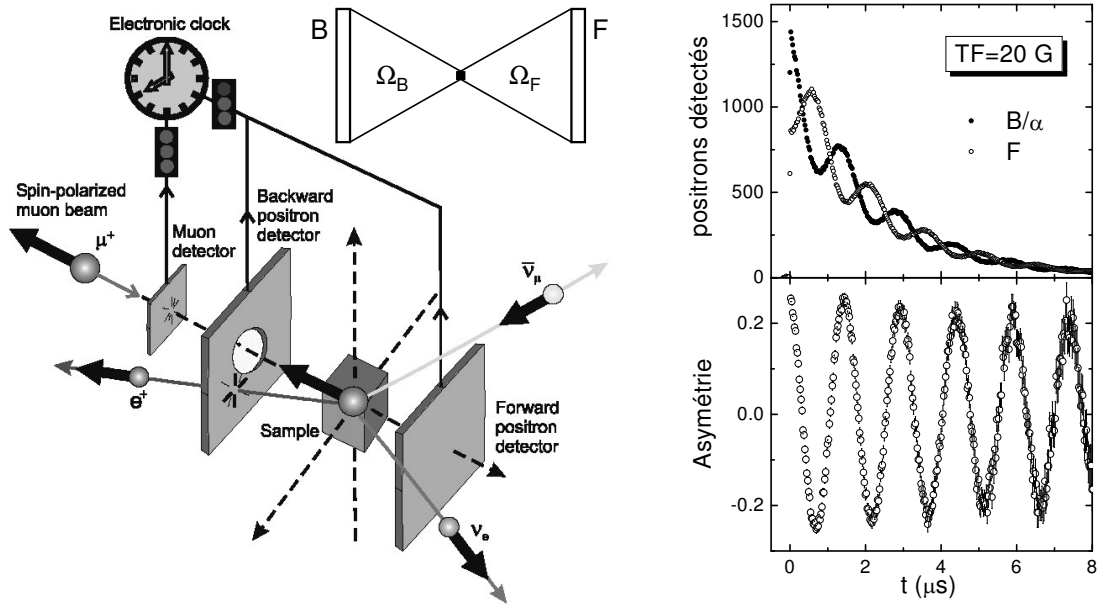 Electronic clock
B
F
Ω_B
Ω_F
Spin-polarized
muon beam
μ⁺
Muon
detector
Backward
positron
detector
ν̅_μ
e⁺
Sample
Forward
positron
detector
ν_e
positrons détectés
1500
1000
500
0
TF=20 G
B/α
F
Asymétrie
0.2
0.0
-0.2
0
2
4
6
8
t (μs)